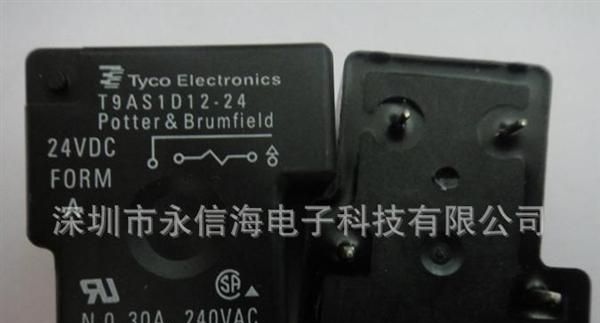 Tyco Electronics
T9AS1D12-24
Potter & Brumfield
24VDC
FORM
A
深圳市永信海电子科技有限公司
N.O. 30A 240VAC